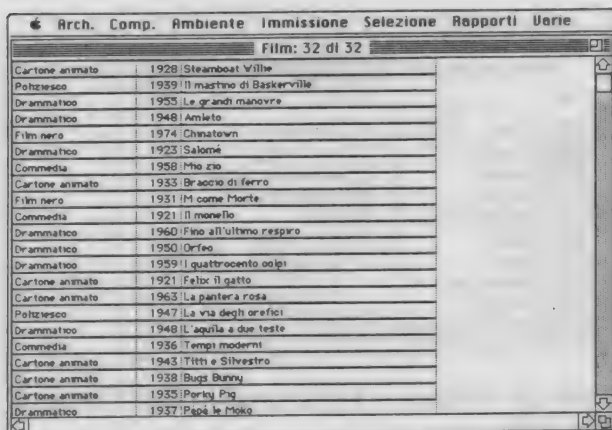 Arch. Comp. Ambiente Immissione Selezione Rapporti Varie
Film: 32 di 32
Cartone animato 1928 Steamboat Willie
Poliziesco 1939 Il mastino di Baskerville
Drammatico 1955 Le grandi manovre
Drammatico 1948 Amleto
Film nero 1974 Chinatown
Drammatico 1923 Salomé
Commedia 1958 Mio zio
Cartone animato 1933 Braccio di ferro
Film nero 1931 M come Morte
Commedia 1921 Il monello
Drammatico 1960 Fino all'ultimo respiro
Drammatico 1950 Orfeo
Drammatico 1959 I quattrocento colpi
Cartone animato 1921 Felix il gatto
Cartone animato 1963 La pantera rosa
Poliziesco 1947 La via degli orefici
Drammatico 1948 L'aquila a due teste
Commedia 1936 Tempi moderni
Cartone animato 1943 Titti e Silvestro
Cartone animato 1938 Bugs Bunny
Cartone animato 1935 Porky Pig
Drammatico 1937 Pépé le Moko